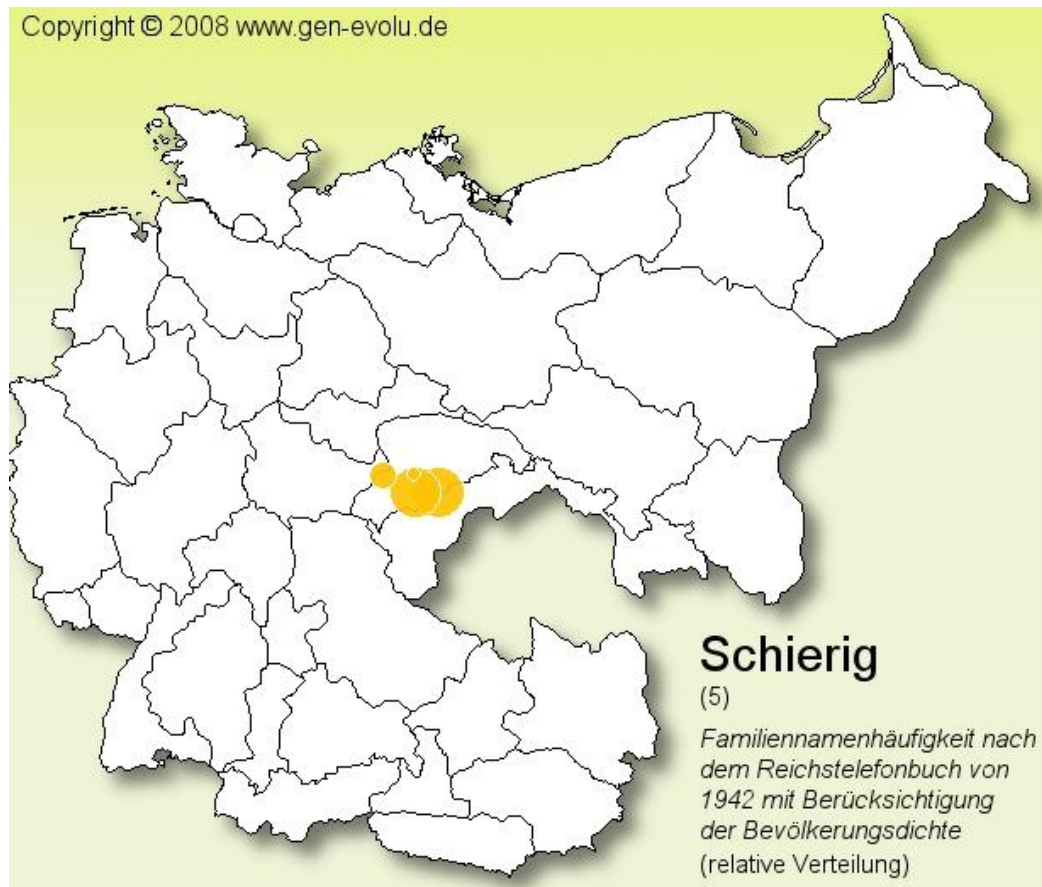 Copyright © 2008 www.gen-evolu.de
Schierig
(5)
Familiennamenhäufigkeit nach
dem Reichstelefonbuch von
1942 mit Berücksichtigung
der Bevölkerungsdichte
(relative Verteilung)